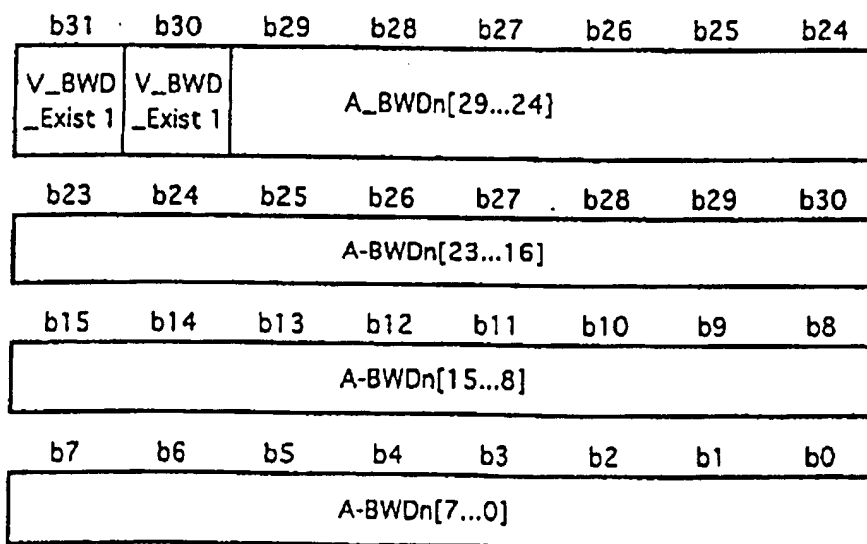 b31 b30 b29 b28 b27 b26 b25 b24
V_BWD V_BWD
_Exist 1 _Exist 1
A_BWDn[29...24]
b23 b24 b25 b26 b27 b28 b29 b30
A-BWDn[23...16]
b15 b14 b13 b12 b11 b10 b9 b8
A-BWDn[15...8]
b7 b6 b5 b4 b3 b2 b1 b0
A-BWDn[7...0]